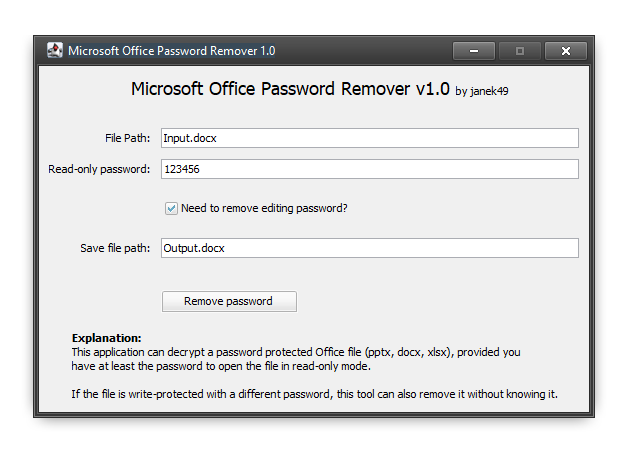 Microsoft Office Password Remover 1.0
Microsoft Office Password Remover v1.0 by janek49
File Path: Input.docx
Read-only password: 123456
Need to remove editing password?
Save file path: Output.docx
Remove password
Explanation:
This application can decrypt a password protected Office file (pptx, docx, xlsx), provided you
have at least the password to open the file in read-only mode.
If the file is write-protected with a different password, this tool can also remove it without knowing it.